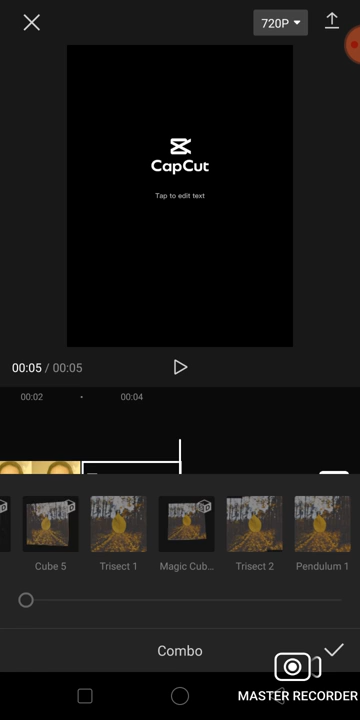 720P
CapCut
Tap to edit text
00:05 / 00:05
00:02
00:04
Cube 5
Trisect 1
Magic Cub...
Trisect 2
Pendulum 1
Combo
MASTER RECORDER